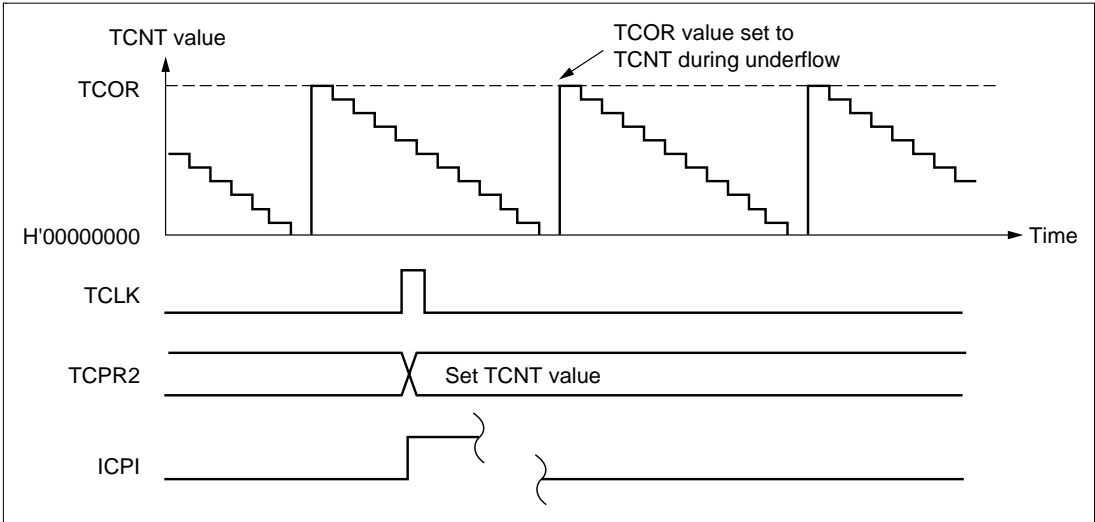 TCNT value
TCOR value set to
TCNT during underflow
TCOR
H'00000000
Time
TCLK
TCPR2
Set TCNT value
ICPI